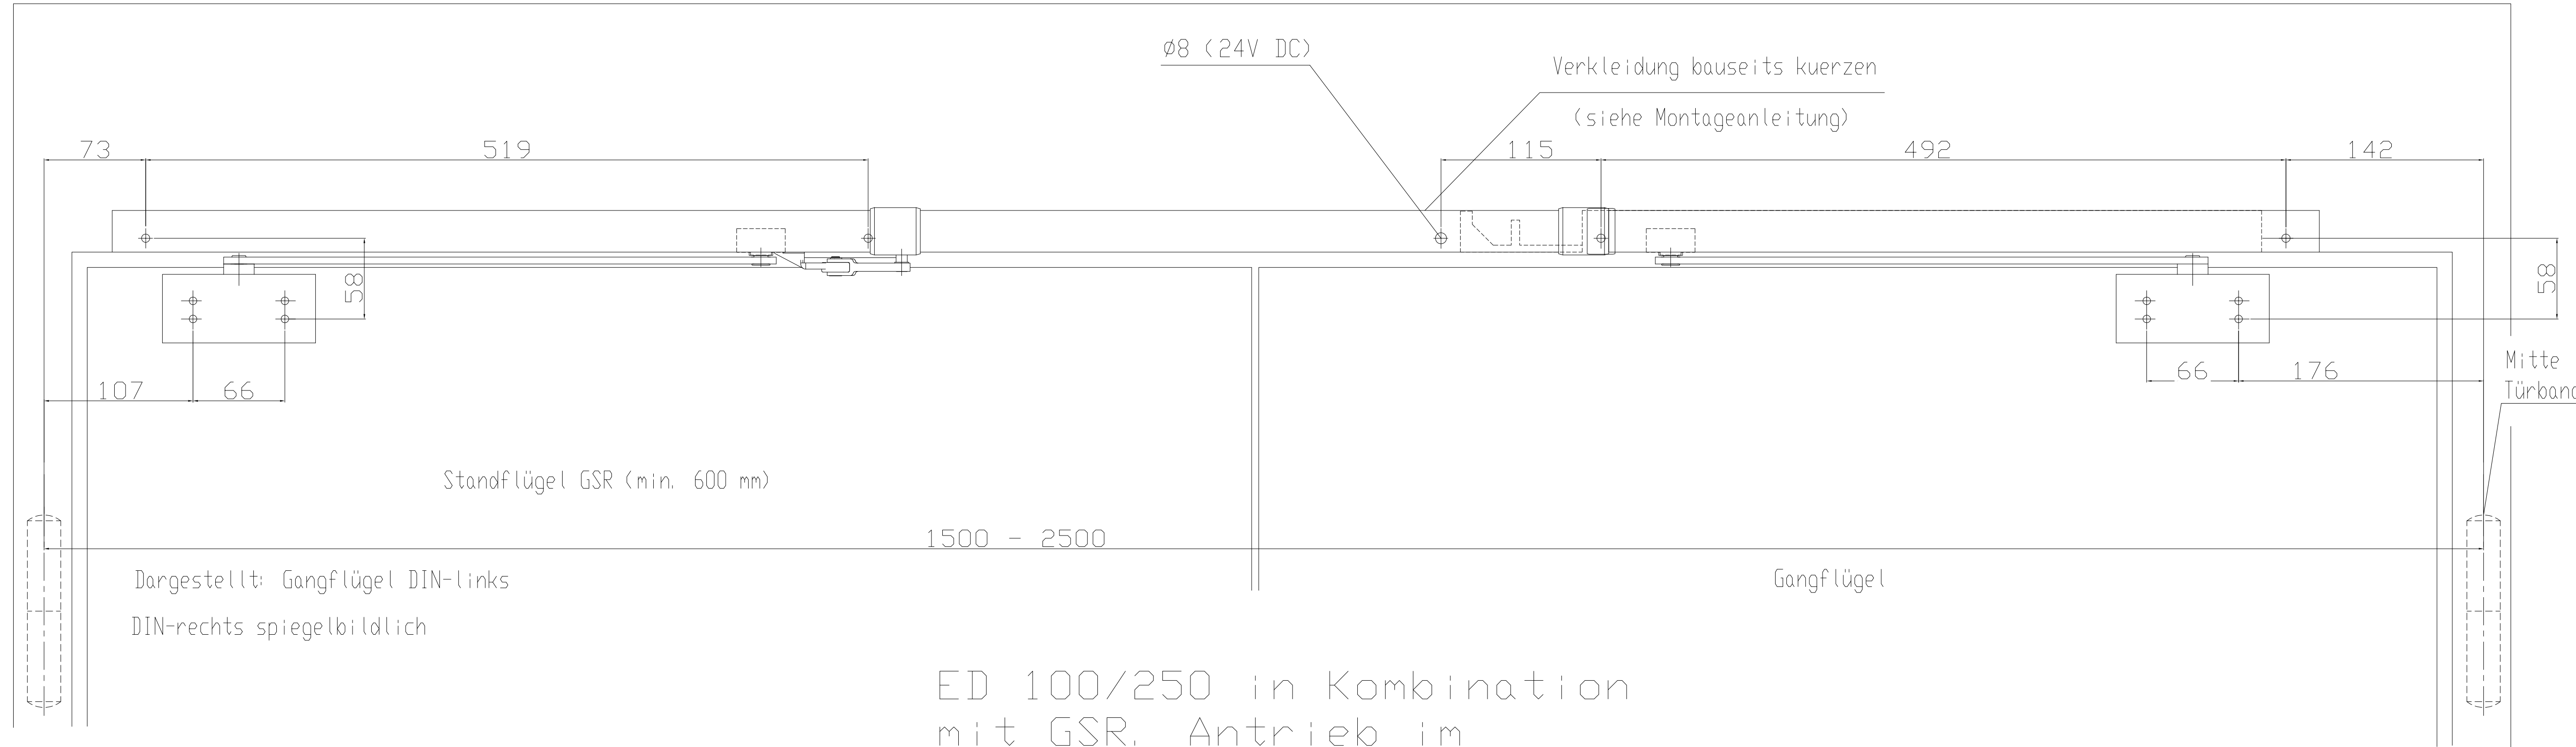 Ø8 (24V DC)
Verkleidung bauseits kuerzen
(siehe Montageanleitung)
73
519
115
492
142
58
58
107
66
66
176
Mitte
Standflügel GSR (min. 600 mm)
1500 - 2500
Dargestellt: Gangflügel DIN-links
Gangflügel
DIN-rechts spiegelbildlich
ED 100/250 in Kombination
mit GSR. Antrieb im